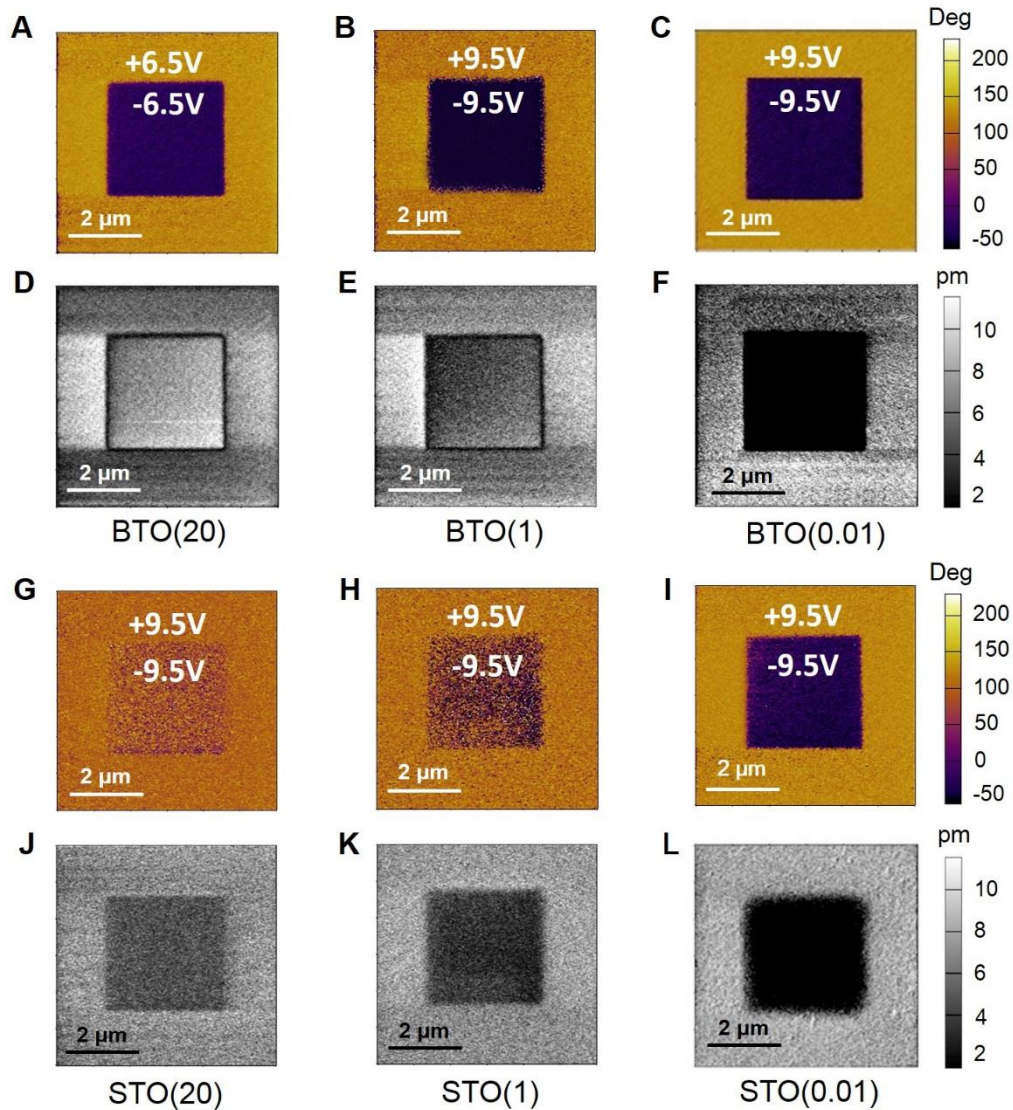 A
B
C
Deg
+6.5V
-6.5V
+9.5V
-9.5V
+9.5V
-9.5V
200
150
100
50
0
-50
2 µm
2 µm
2 µm
D
E
F
pm
10
8
6
4
2
2 µm
2 µm
2 µm
BTO(20)
BTO(1)
BTO(0.01)
G
H
I
Deg
+9.5V
-9.5V
+9.5V
-9.5V
+9.5V
-9.5V
200
150
100
50
0
-50
2 µm
2 µm
2 µm
J
K
L
pm
10
8
6
4
2
2 µm
2 µm
2 µm
STO(20)
STO(1)
STO(0.01)